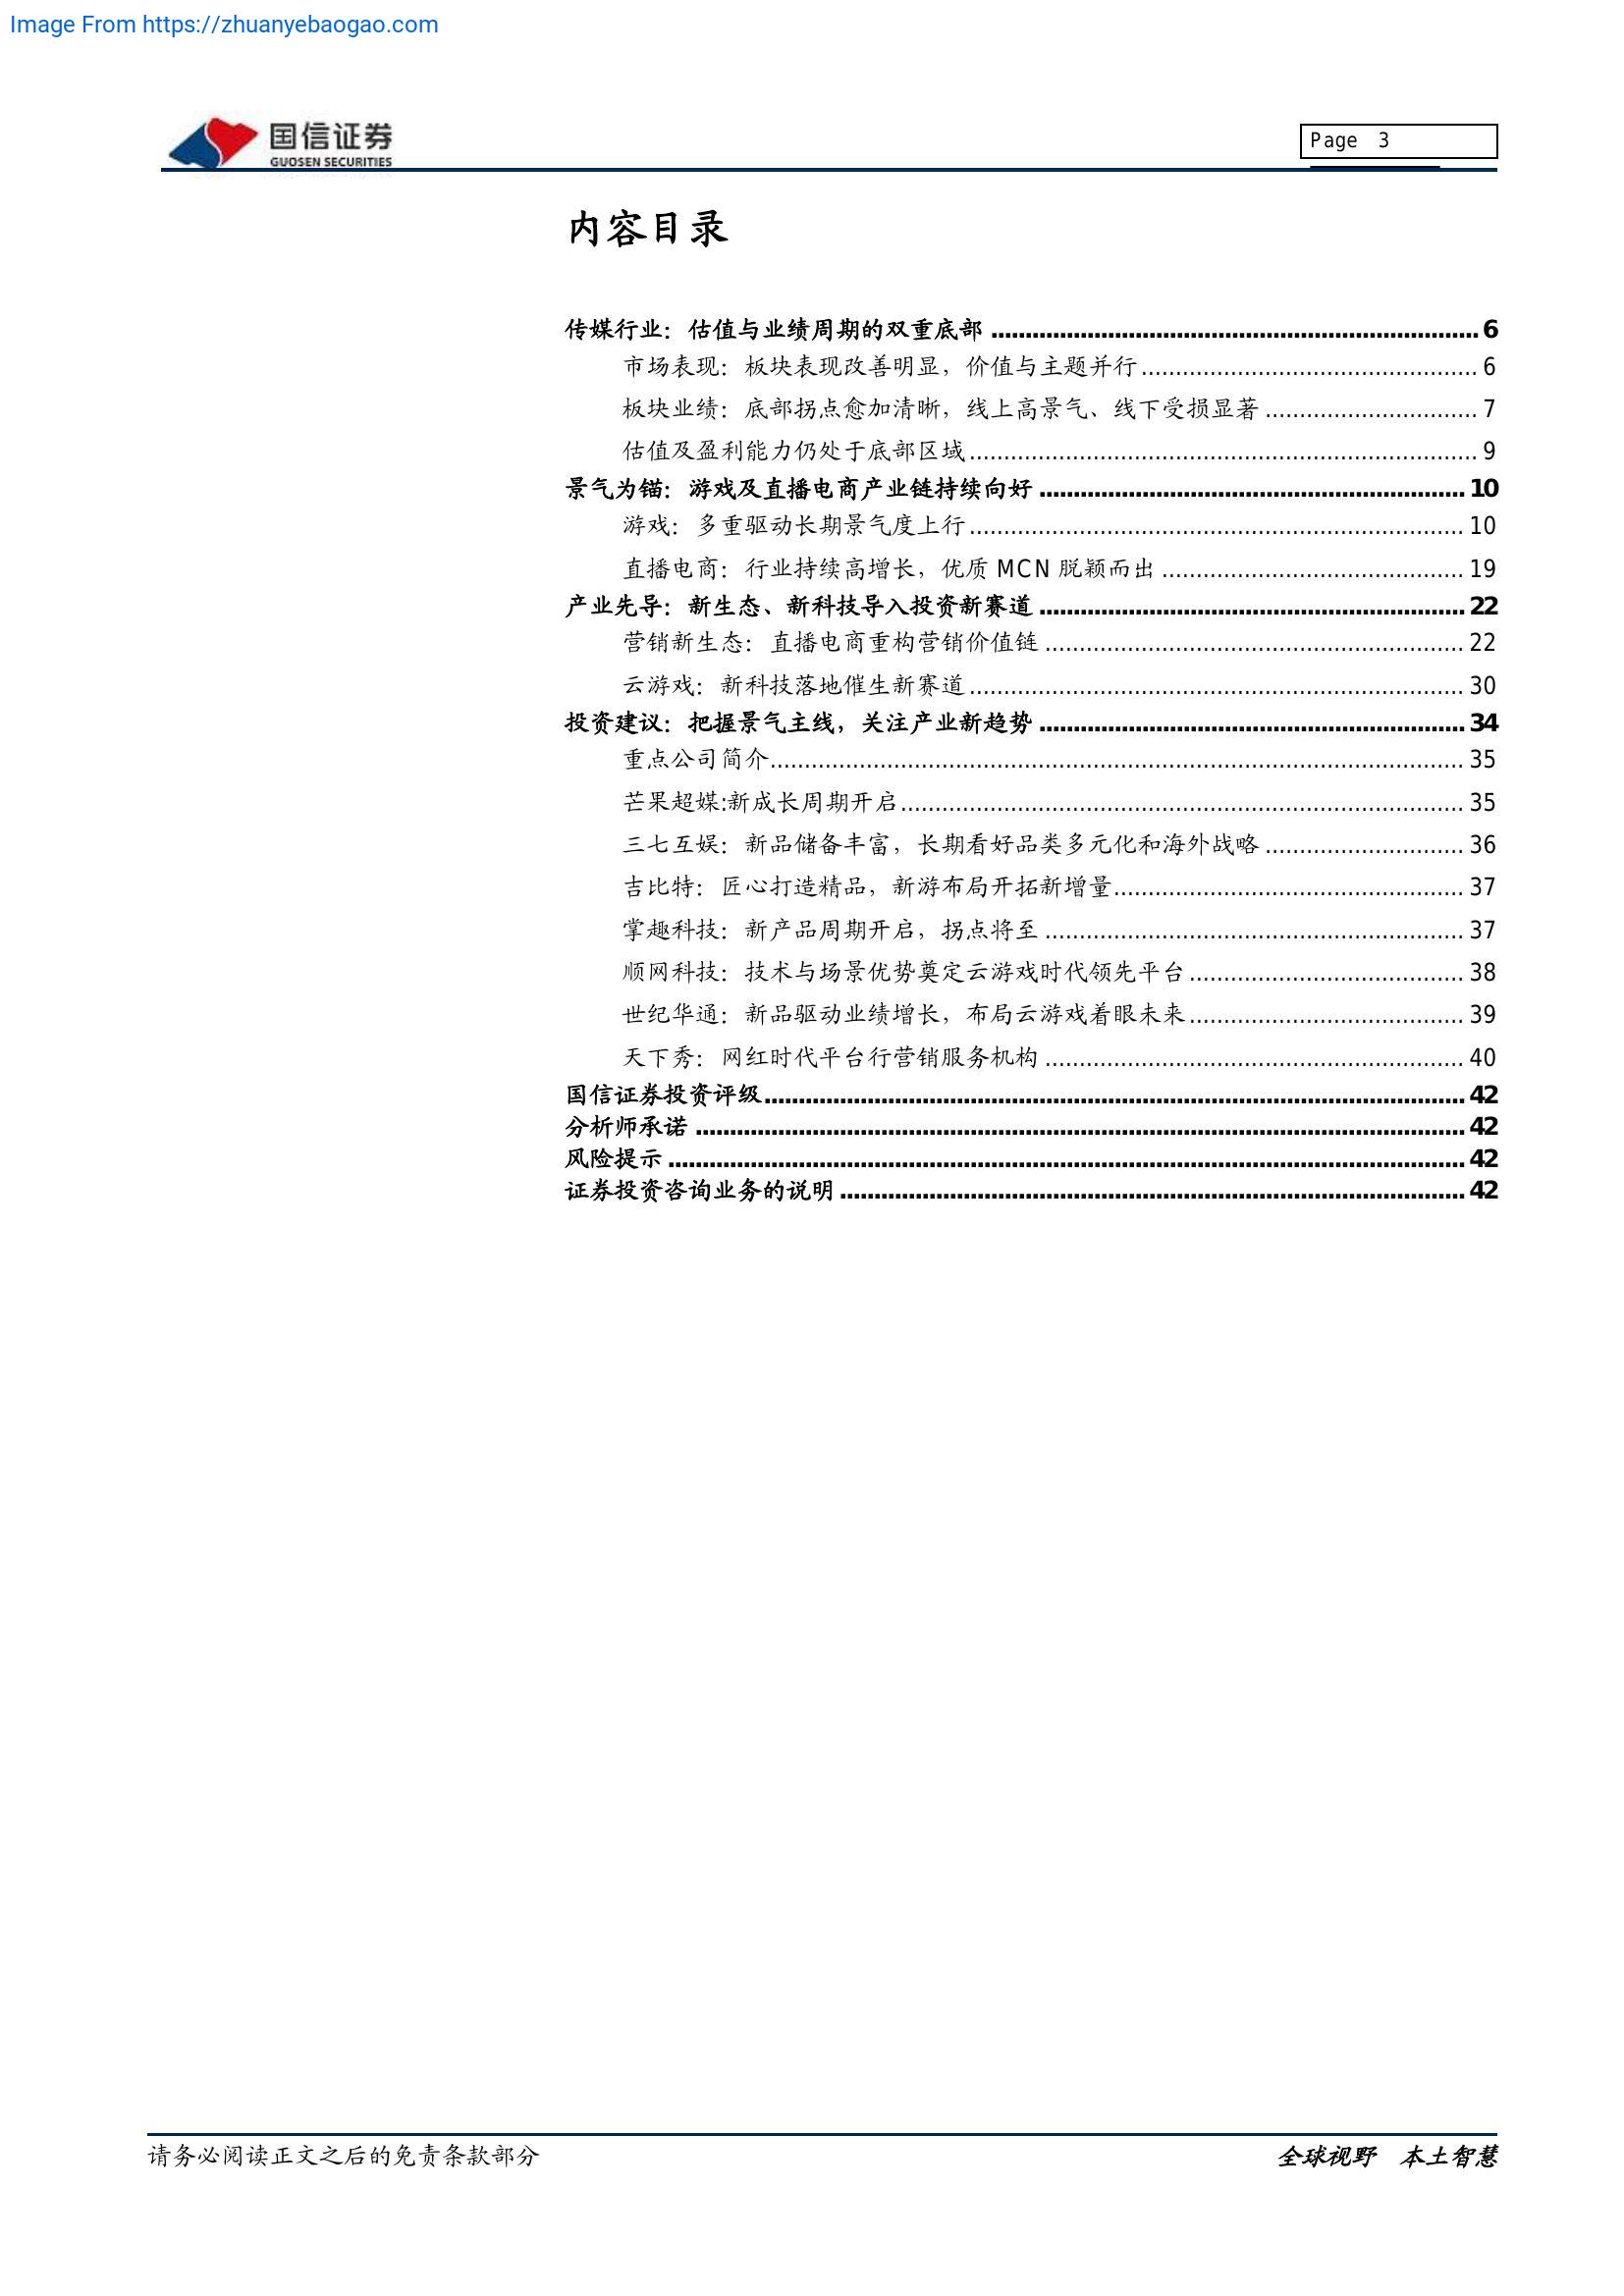 Image From https://zhuanyebaogao.com
国信证券
GUOSEN SECURITIES
Page 3
内容目录
传媒行业：估值与业绩周期的双重底部 ........ 6
市场表现：板块表现改善明显，价值与主题并行 ........ 6
板块业绩：底部拐点愈加清晰，线上高景气、线下受损显著 ........ 7
估值及盈利能力仍处于底部区域 ........ 9
景气为锚：游戏及直播电商产业链持续向好 ........ 10
游戏：多重驱动长期景气度上行 ........ 10
直播电商：行业持续高增长，优质 MCN 脱颖而出 ........ 19
产业先导：新生态、新科技导入投资新赛道 ........ 22
营销新生态：直播电商重构营销价值链 ........ 22
云游戏：新科技落地催生新赛道 ........ 30
投资建议：把握景气主线，关注产业新趋势 ........ 34
重点公司简介 ........ 35
芒果超媒:新成长周期开启 ........ 35
三七互娱：新品储备丰富，长期看好品类多元化和海外战略 ........ 36
吉比特：匠心打造精品，新游布局开拓新增量 ........ 37
掌趣科技：新产品周期开启，拐点将至 ........ 37
顺网科技：技术与场景优势奠定云游戏时代领先平台 ........ 38
世纪华通：新品驱动业绩增长，布局云游戏着眼未来 ........ 39
天下秀：网红时代平台行营销服务机构 ........ 40
国信证券投资评级 ........ 42
分析师承诺 ........ 42
风险提示 ........ 42
证券投资咨询业务的说明 ........ 42
请务必阅读正文之后的免责条款部分
全球视野 本土智慧